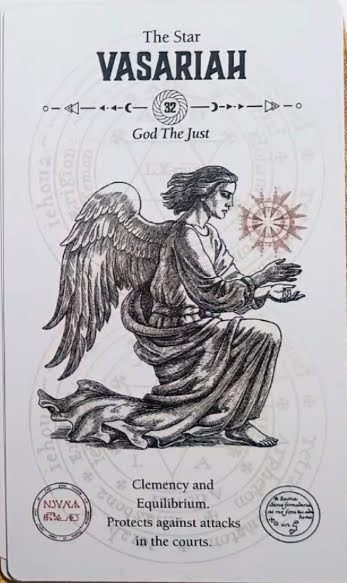 The Star
VASARIAH
32
God The Just
Clemency and
Equilibrium.
Protects against attacks
in the courts.